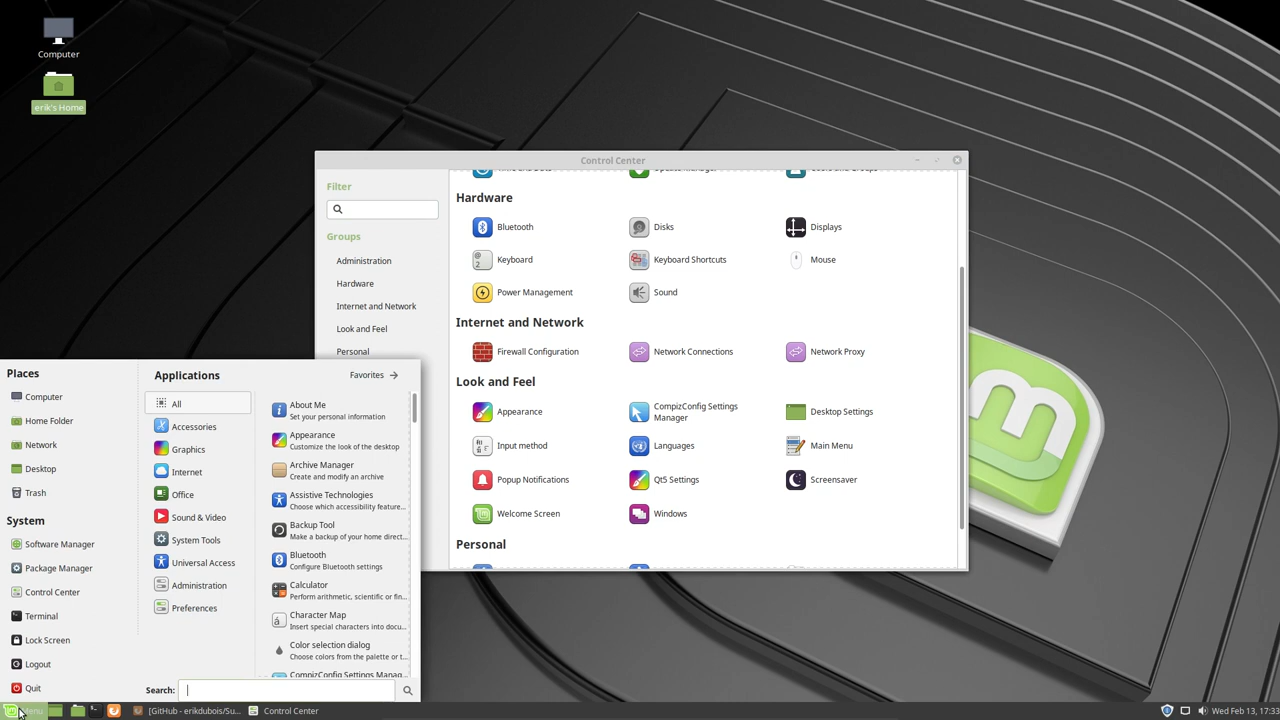 Computer
erik's Home
Control Center
Filter
Groups
Administration
Hardware
Internet and Network
Look and Feel
Personal
Hardware
Bluetooth
Disks
Displays
Keyboard
Keyboard Shortcuts
Mouse
Power Management
Sound
Internet and Network
Firewall Configuration
Network Connections
Network Proxy
Look and Feel
Appearance
CompizConfig Settings
Manager
Desktop Settings
Input method
Languages
Main Menu
Popup Notifications
Qt5 Settings
Screensaver
Welcome Screen
Windows
Personal
Places
Computer
Home Folder
Network
Desktop
Trash
System
Software Manager
Package Manager
Control Center
Terminal
Lock Screen
Logout
Quit
Applications
Favorites
All
Accessories
Graphics
Internet
Office
Sound & Video
System Tools
Universal Access
Administration
Preferences
About Me
Set your personal information
Appearance
Customize the look of the desktop
Archive Manager
Create and modify an archive
Assistive Technologies
Choose which accessibility feature...
Backup Tool
Make a backup of your home direct...
Bluetooth
Configure Bluetooth settings
Calculator
Perform arithmetic, scientific or fin...
Character Map
Insert special characters into docu...
Color selection dialog
Choose colors from the palette or t...
CompizConfig Settings Manag...
Search:
Menu
[GitHub - erikdubois/Su...
Control Center
Wed Feb 13, 17:33